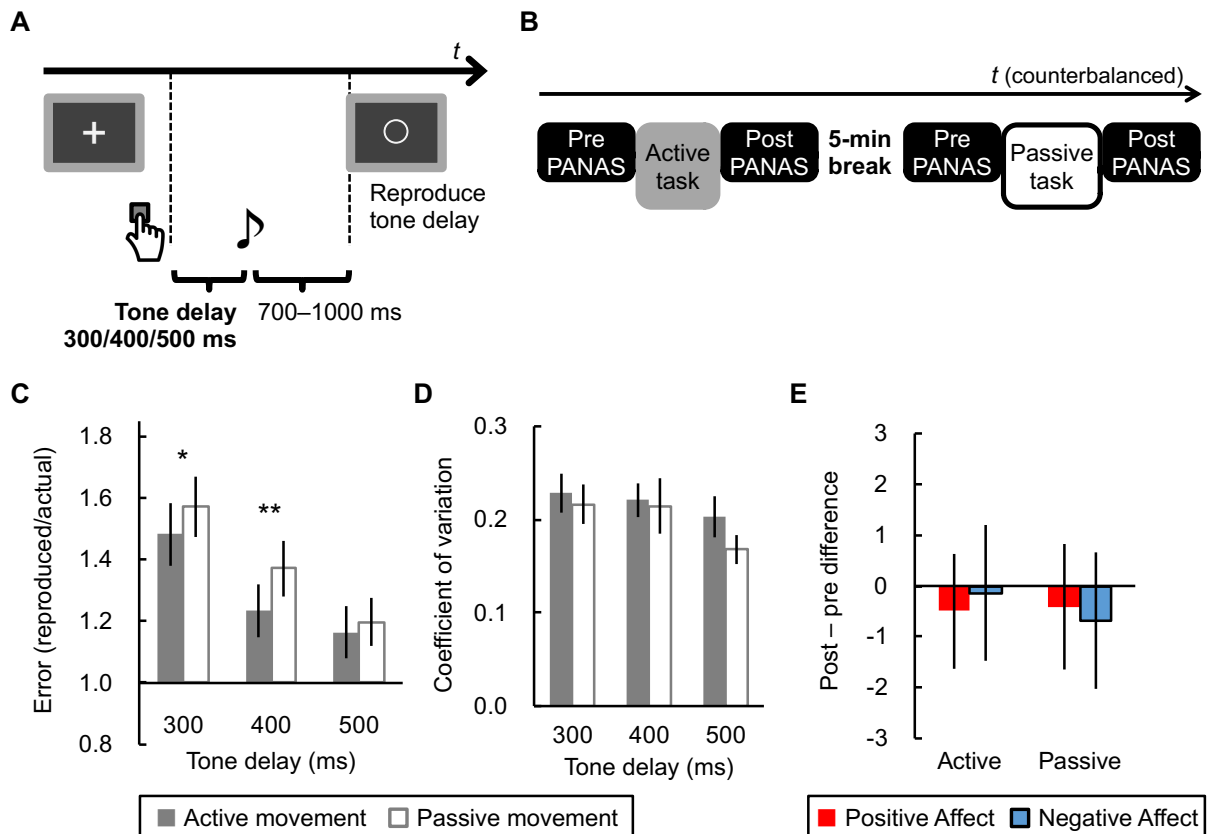 A
t
Reproduce
tone delay
Tone delay
300/400/500 ms
700–1000 ms
B
t (counterbalanced)
Pre
PANAS
Active
task
Post
PANAS
5-min
break
Pre
PANAS
Passive
task
Post
PANAS
C
Error (reproduced/actual)
1.8
1.6
1.4
1.2
1.0
0.8
*
**
300
400
500
Tone delay (ms)
D
Coefficient of variation
0.3
0.2
0.1
0.0
300
400
500
Tone delay (ms)
Active movement
Passive movement
E
Post – pre difference
3
2
1
0
-1
-2
-3
Active
Passive
Positive Affect
Negative Affect